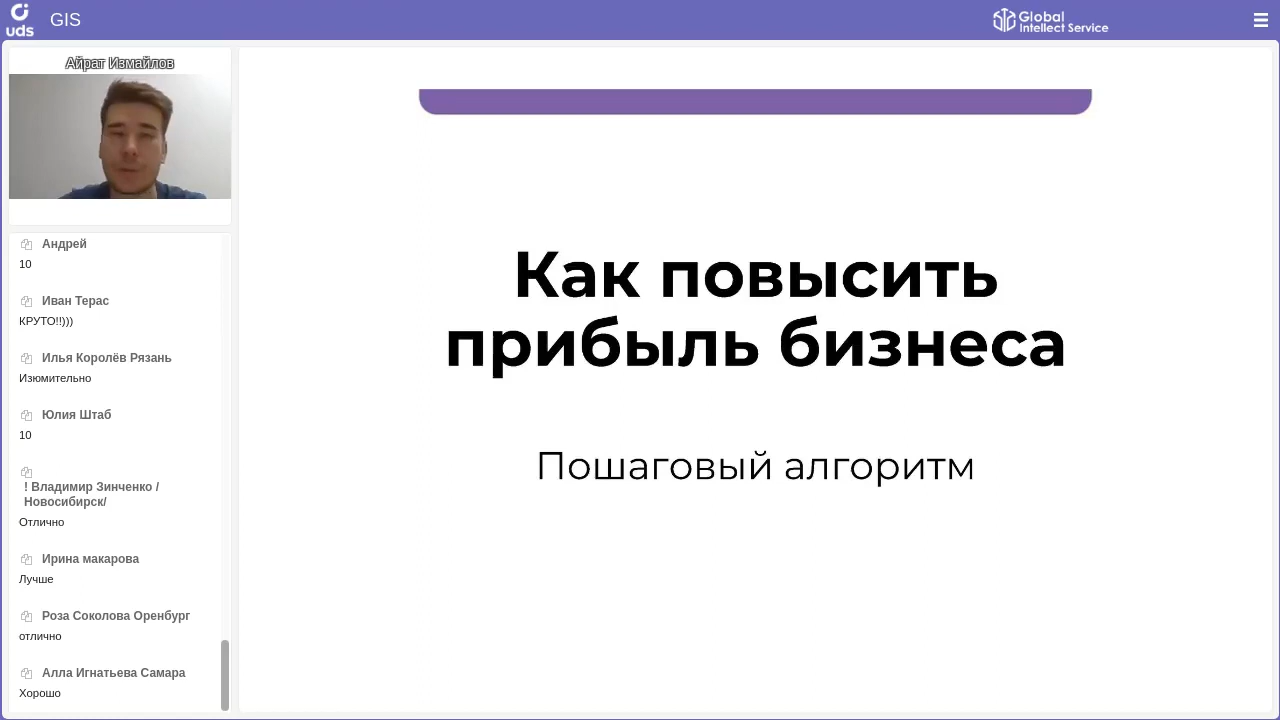 uds
GIS
Global
Intellect Service
Айрат Измайлов
Андрей
10
Иван Терас
КРУТО!!)))
Илья Королёв Рязань
Изюмительно
Юлия Штаб
10
! Владимир Зинченко /
Новосибирск/
Отлично
Ирина макарова
Лучше
Роза Соколова Оренбург
отлично
Алла Игнатьева Самара
Хорошо
Как повысить
прибыль бизнеса
Пошаговый алгоритм